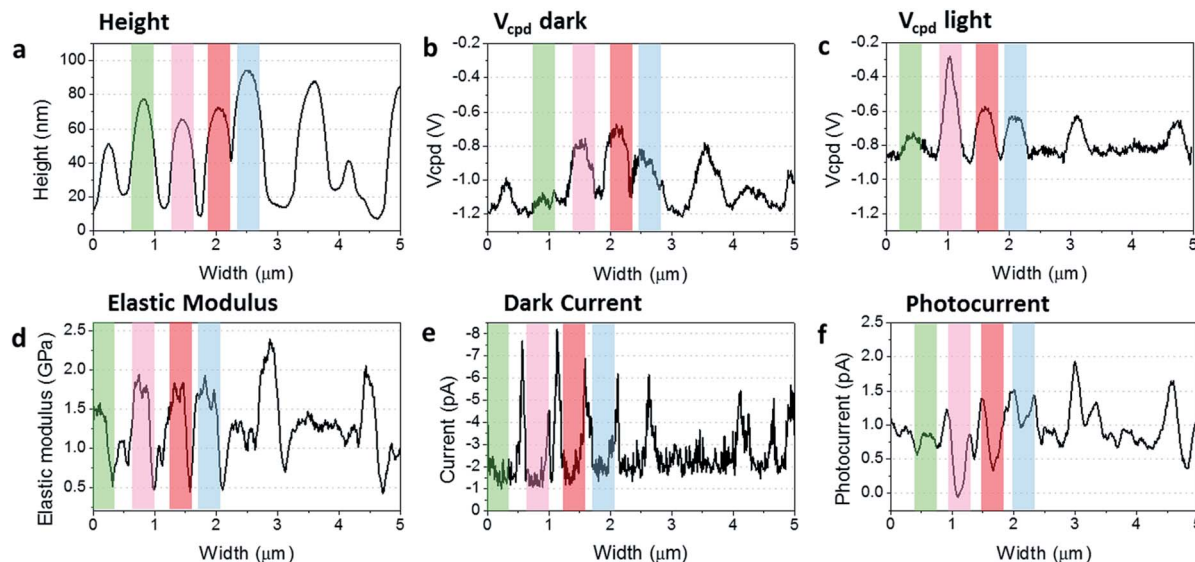 Height
V_cpd dark
V_cpd light
a
b
c
100
80
60
40
20
0
Height (nm)
0 1 2 3 4 5
Width (μm)
-0.2
-0.4
-0.6
-0.8
-1.0
-1.2
Vcpd (V)
0 1 2 3 4 5
Width (μm)
-0.2
-0.4
-0.6
-0.8
-1.0
-1.2
Vcpd (V)
0 1 2 3 4 5
Width (μm)
Elastic Modulus
Dark Current
Photocurrent
d
e
f
2.5
2.0
1.5
1.0
0.5
Elastic modulus (GPa)
0 1 2 3 4 5
Width (μm)
-8
-7
-6
-5
-4
-3
-2
-1
0
Current (pA)
0 1 2 3 4 5
Width (μm)
2.5
2.0
1.5
1.0
0.5
0.0
Photocurrent (pA)
0 1 2 3 4 5
Width (μm)